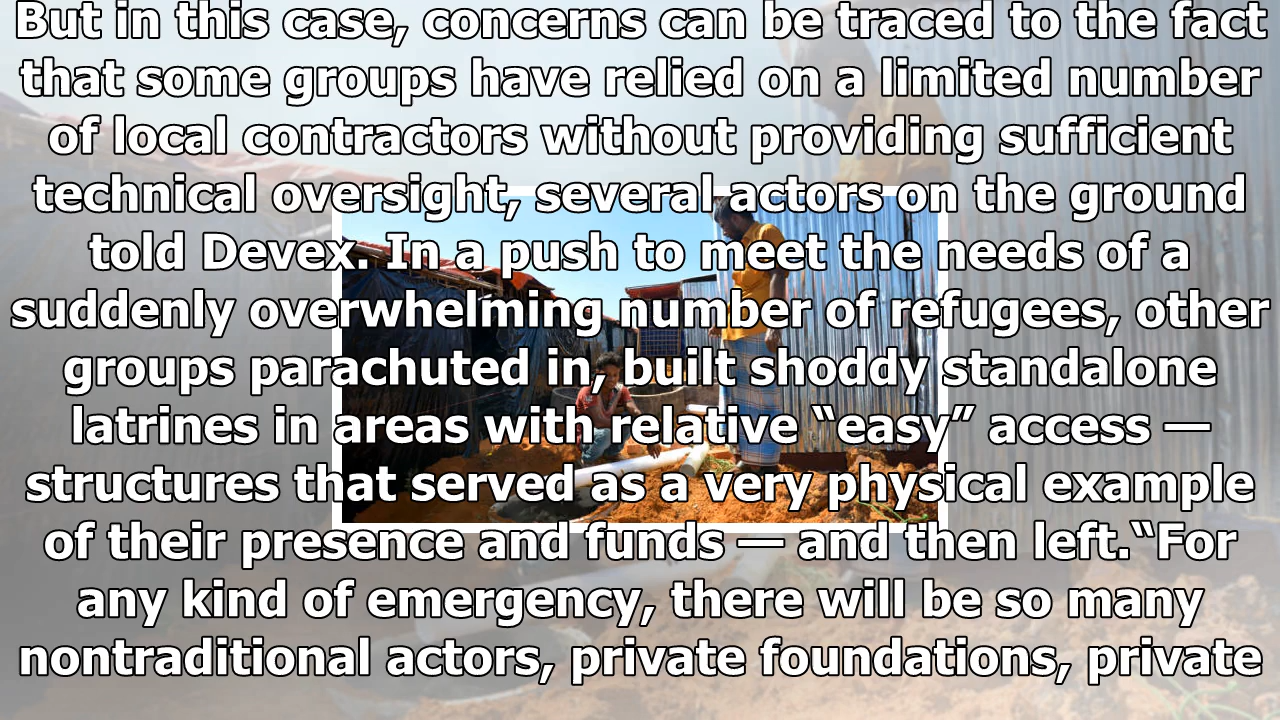 But in this case, concerns can be traced to the fact
that some groups have relied on a limited number
of local contractors without providing sufficient
technical oversight, several actors on the ground
told Devex. In a push to meet the needs of a
suddenly overwhelming number of refugees, other
groups parachuted in, built shoddy standalone
latrines in areas with relative “easy” access —
structures that served as a very physical example
of their presence and funds — and then left.“For
any kind of emergency, there will be so many
nontraditional actors, private foundations, private